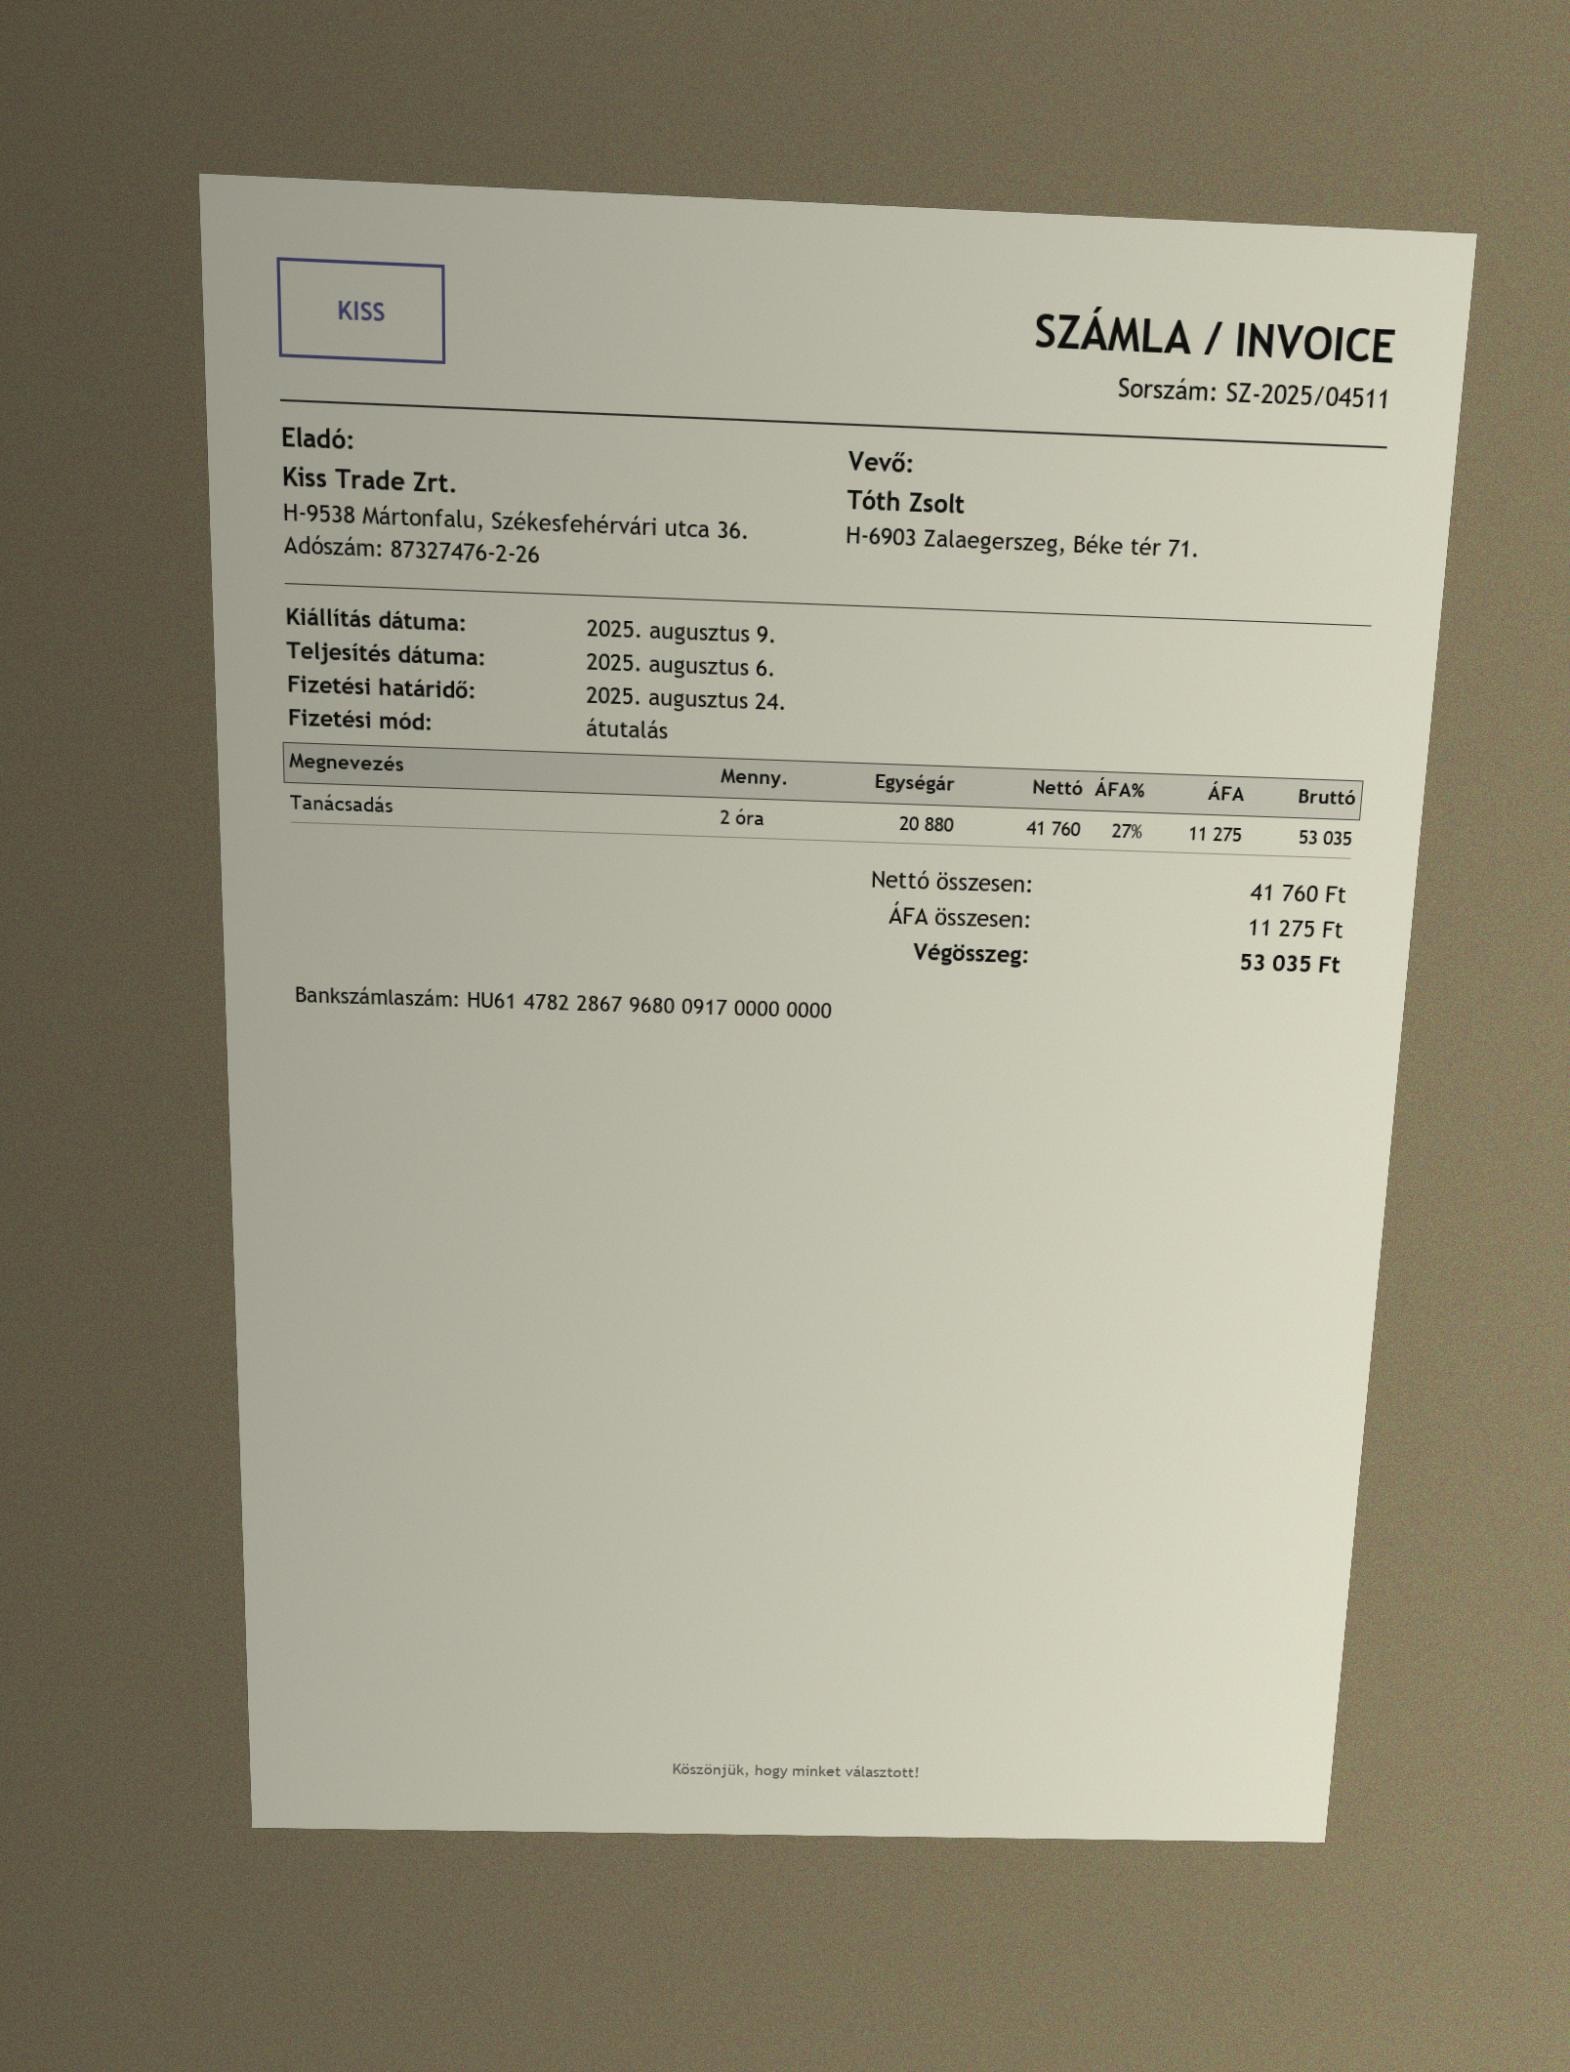 KISS
SZÁMLA / INVOICE
Sorszám: SZ-2025/04511
Eladó:
Kiss Trade Zrt.
H-9538 Mártonfalu, Székesfehérvári utca 36.
Adószám: 87327476-2-26
Vevő:
Tóth Zsolt
H-6903 Zalaegerszeg, Béke tér 71.
Kiállítás dátuma: 2025. augusztus 9.
Teljesítés dátuma: 2025. augusztus 6.
Fizetési határidő: 2025. augusztus 24.
Fizetési mód: átutalás
Megnevezés Menny. Egységár Nettó ÁFA% ÁFA Bruttó
Tanácsadás 2 óra 20 880 41 760 27% 11 275 53 035
Nettó összesen: 41 760 Ft
ÁFA összesen: 11 275 Ft
Végösszeg: 53 035 Ft
Bankszámlaszám: HU61 4782 2867 9680 0917 0000 0000
Köszönjük, hogy minket választott!